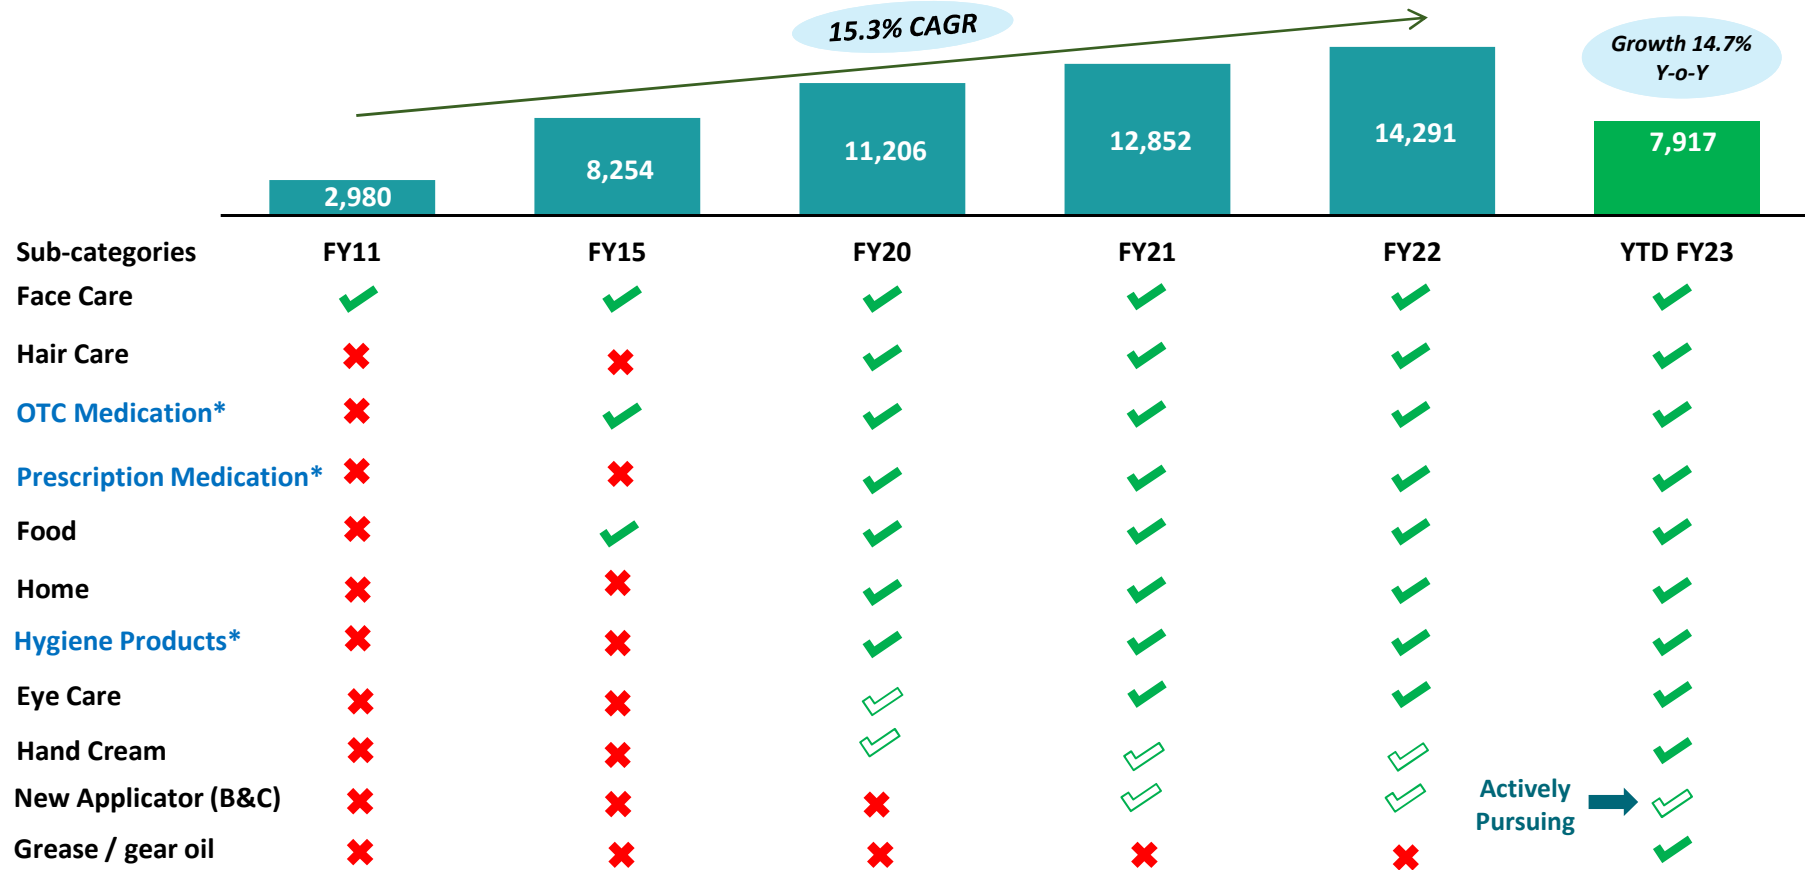 15.3% CAGR
Growth 14.7%
Y-o-Y
2,980
8,254
11,206
12,852
14,291
7,917
Sub-categories FY11 FY15 FY20 FY21 FY22 YTD FY23
Face Care
Hair Care
OTC Medication*
Prescription Medication*
Food
Home
Hygiene Products*
Eye Care
Hand Cream
New Applicator (B&C)
Actively
Pursuing
Grease / gear oil